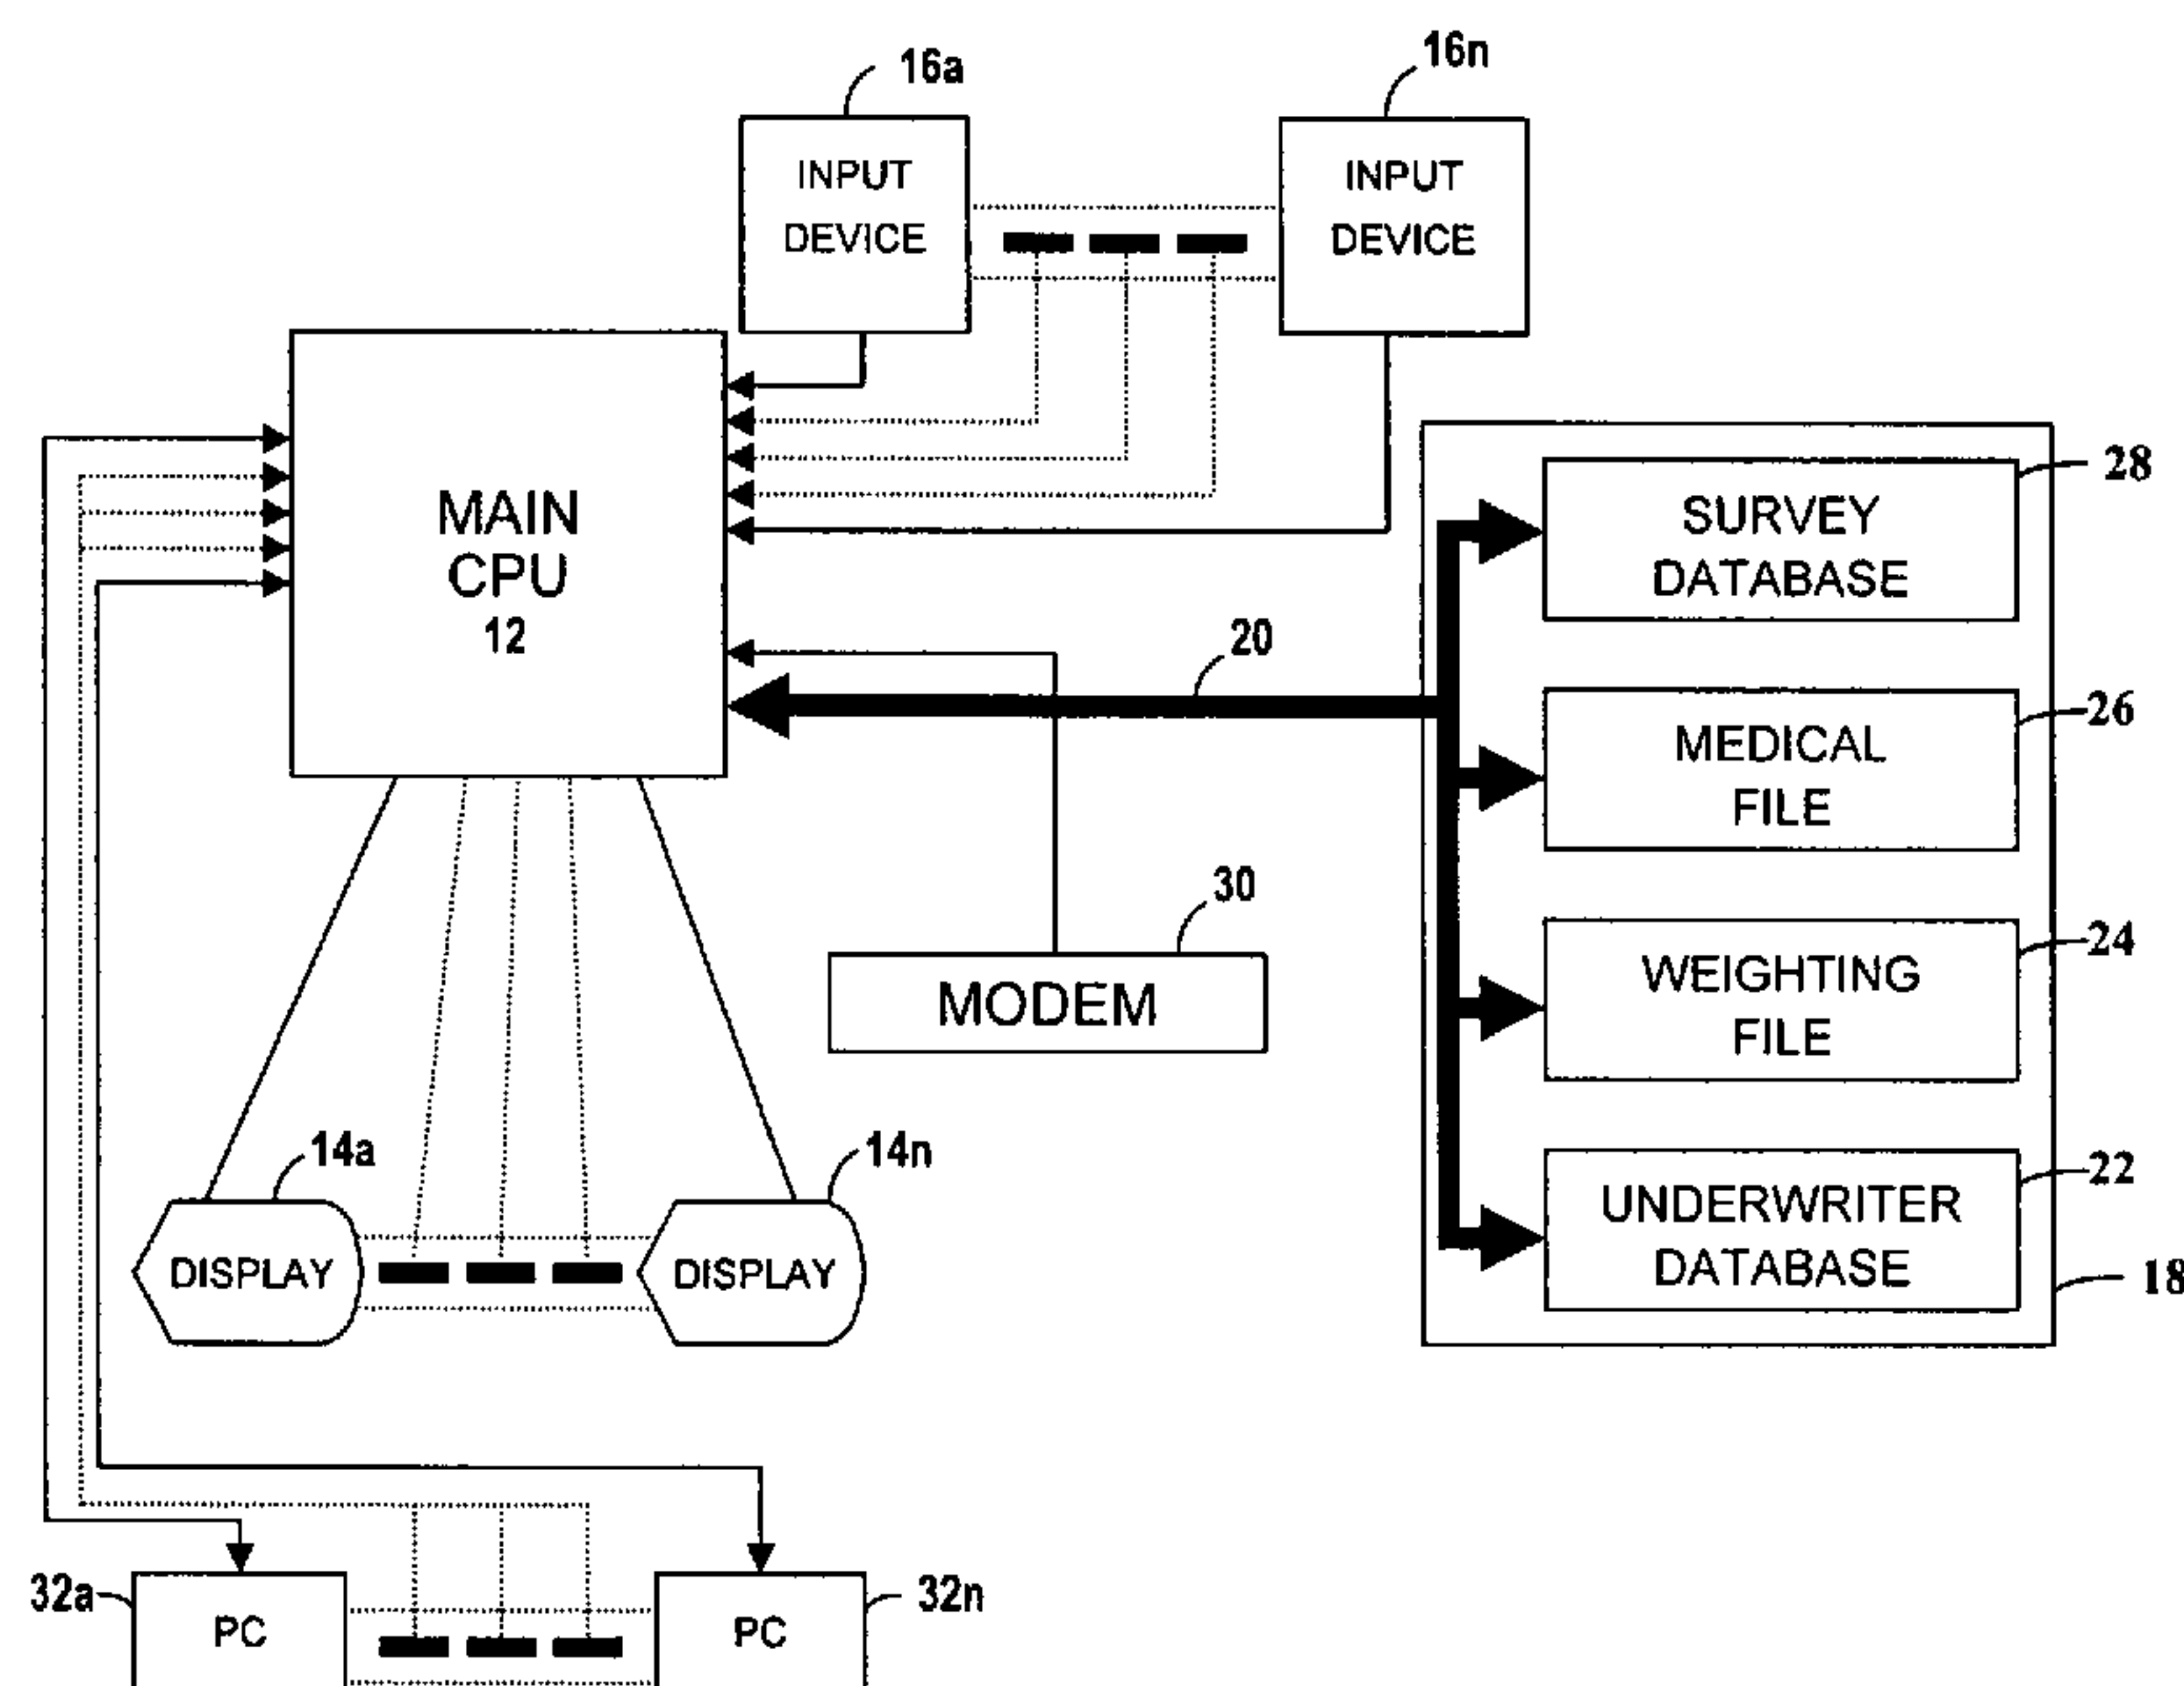 16a
16n
INPUT
DEVICE
INPUT
DEVICE
MAIN
CPU
12
28
SURVEY
DATABASE
20
26
MEDICAL
FILE
30
MODEM
24
WEIGHTING
FILE
14a
14n
DISPLAY
DISPLAY
22
UNDERWRITER
DATABASE
18
32a
PC
PC
32n